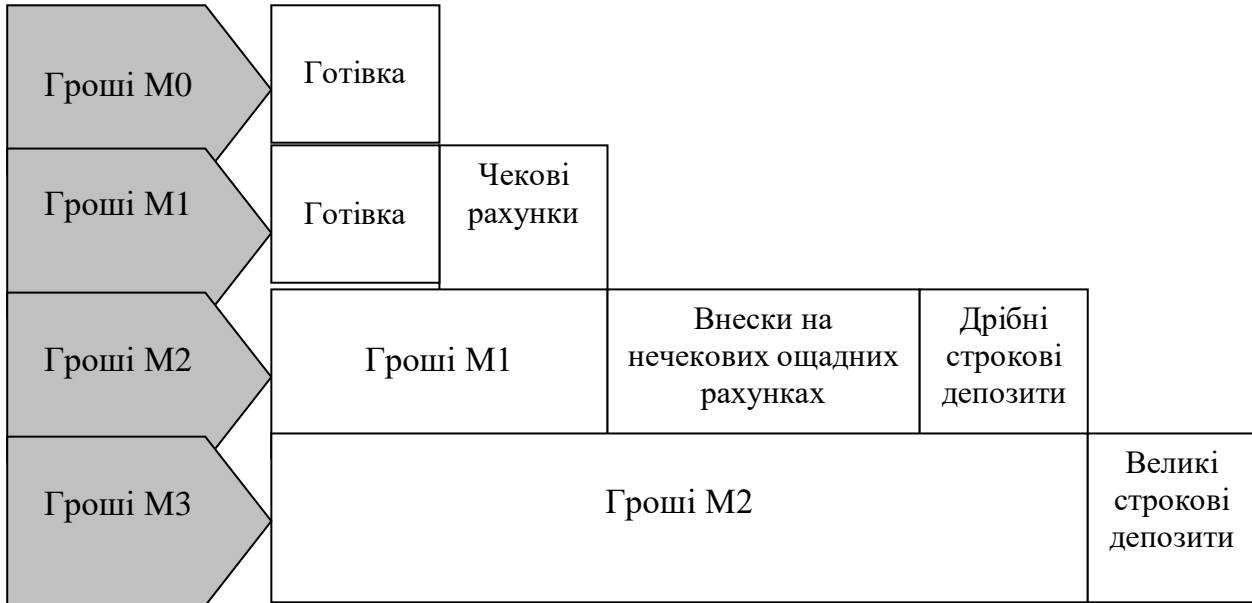 Гроші М0
Готівка
Гроші М1
Готівка
Чекові
рахунки
Гроші М2
Гроші М1
Внески на
нечекових ощадних
рахунках
Дрібні
строкові
депозити
Гроші М3
Гроші М2
Великі
строкові
депозити